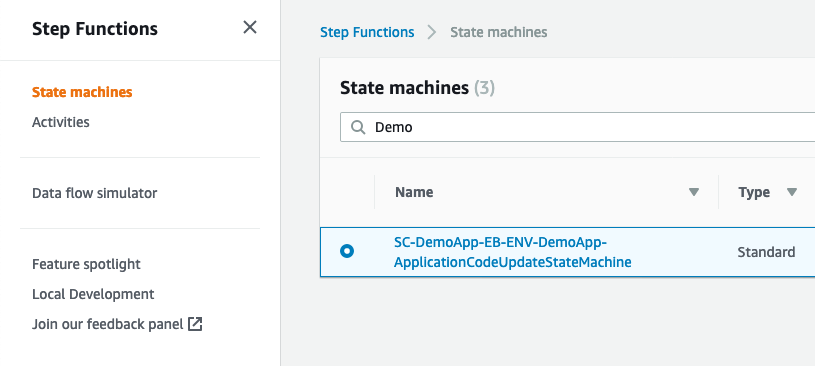 Step Functions
State machines
Activities
Data flow simulator
Feature spotlight
Local Development
Join our feedback panel
Step Functions State machines
State machines (3)
Demo
Name Type
SC-DemoApp-EB-ENV-DemoApp-
ApplicationCodeUpdateStateMachine
Standard